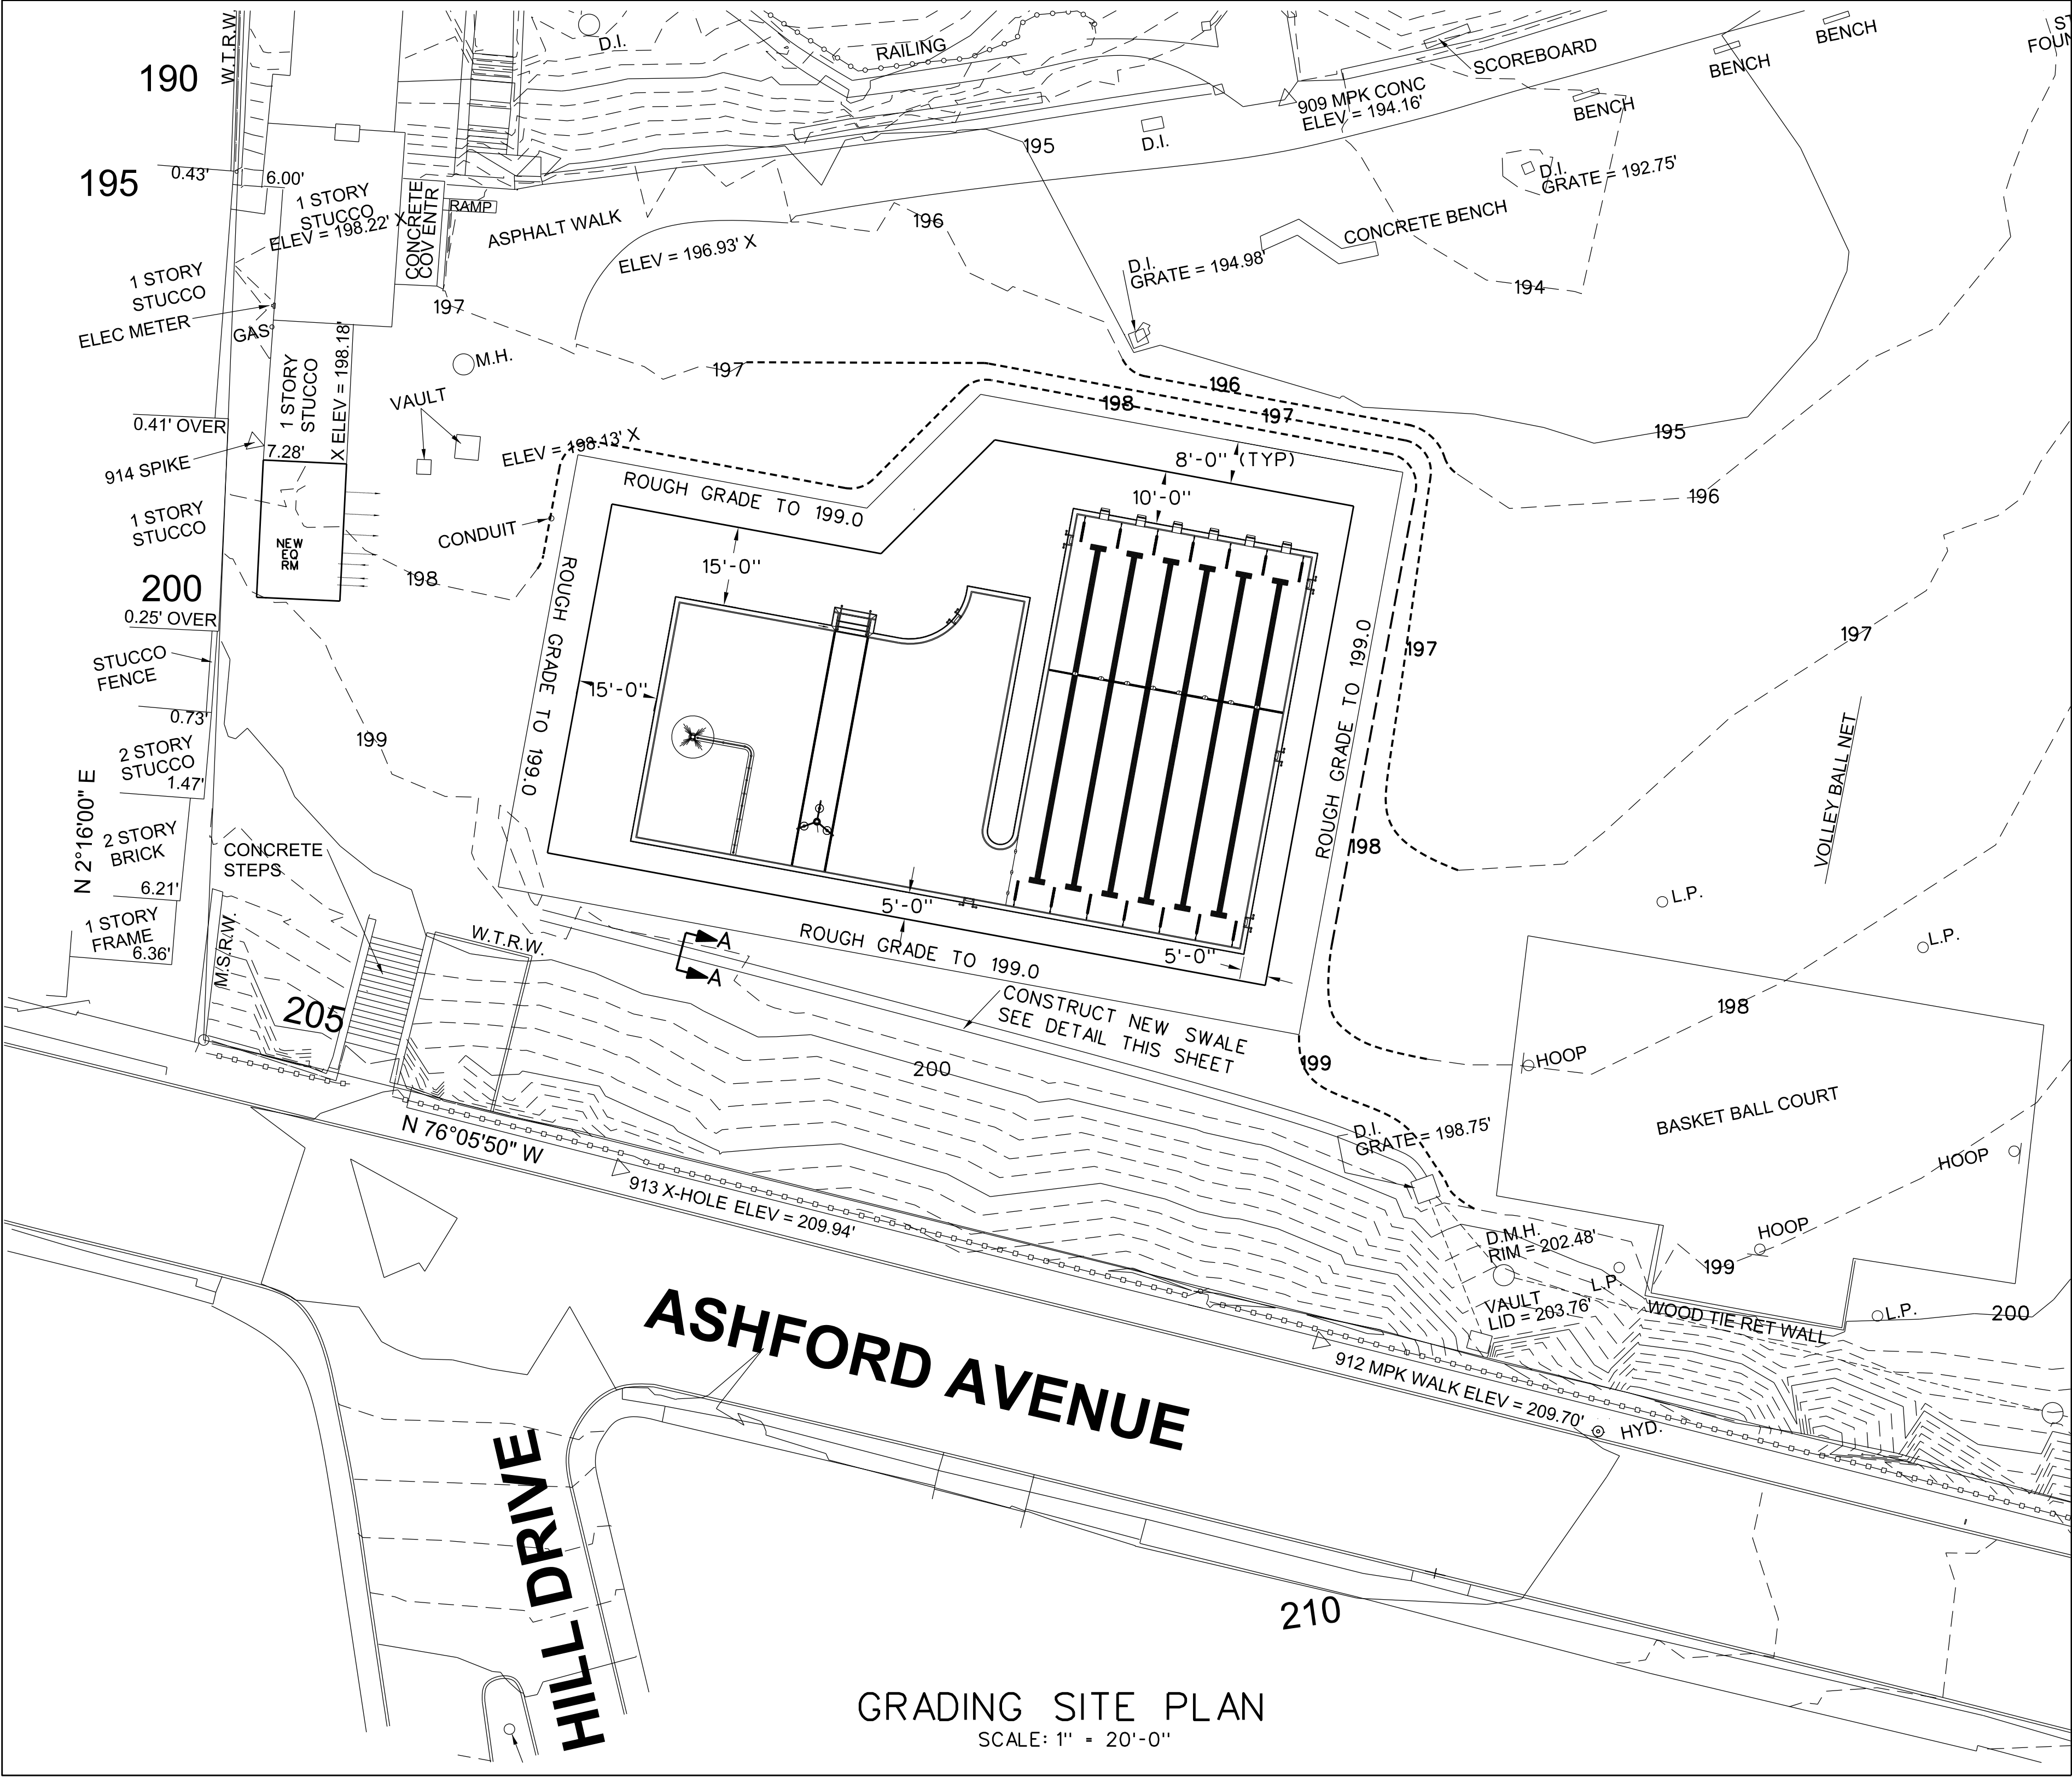 190
W.T.R.W.
D.I.
RAILING
SCOREBOARD
BENCH
BENCH
BENCH
909 MPK CONC
ELEV = 194.16'
195
0.43'
6.00'
1 STORY
STUCCO
ELEV = 198.22' X
CONCRETE
COV ENTR
RAMP
ASPHALT WALK
ELEV = 196.93' X
195
D.I.
196
D.I.
GRATE = 192.75'
CONCRETE BENCH
D.I.
GRATE = 194.98'
194
1 STORY
STUCCO
ELEC METER
GAS
197
M.H.
1 STORY
STUCCO
X ELEV = 198.18'
VAULT
197
196
198
197
195
0.41' OVER
914 SPIKE
7.28'
ELEV = 198.13' X
8'-0" (TYP)
ROUGH GRADE TO 199.0
10'-0"
196
1 STORY
STUCCO
CONDUIT
NEW
EQ
RM
198
15'-0"
200
0.25' OVER
ROUGH GRADE TO 199.0
15'-0"
ROUGH GRADE TO 199.0
197
197
STUCCO
FENCE
0.73'
199
2 STORY
STUCCO
1.47'
N 2°16'00" E
2 STORY
BRICK
CONCRETE
STEPS
6.21'
1 STORY
FRAME
6.36'
M.S.R.W.
W.T.R.W.
A
A
5'-0"
ROUGH GRADE TO 199.0
5'-0"
198
VOLLEY BALL NET
L.P.
L.P.
205
CONSTRUCT NEW SWALE
SEE DETAIL THIS SHEET
200
199
198
HOOP
BASKET BALL COURT
HOOP
N 76°05'50" W
D.I.
GRATE = 198.75'
913 X-HOLE ELEV = 209.94'
D.M.H.
RIM = 202.48'
HOOP
199
L.P.
VAULT
LID = 203.76'
WOOD TIE RET WALL
L.P.
200
ASHFORD AVENUE
912 MPK WALK ELEV = 209.70'
HYD.
HILL DRIVE
210
GRADING SITE PLAN
SCALE: 1" = 20'-0"